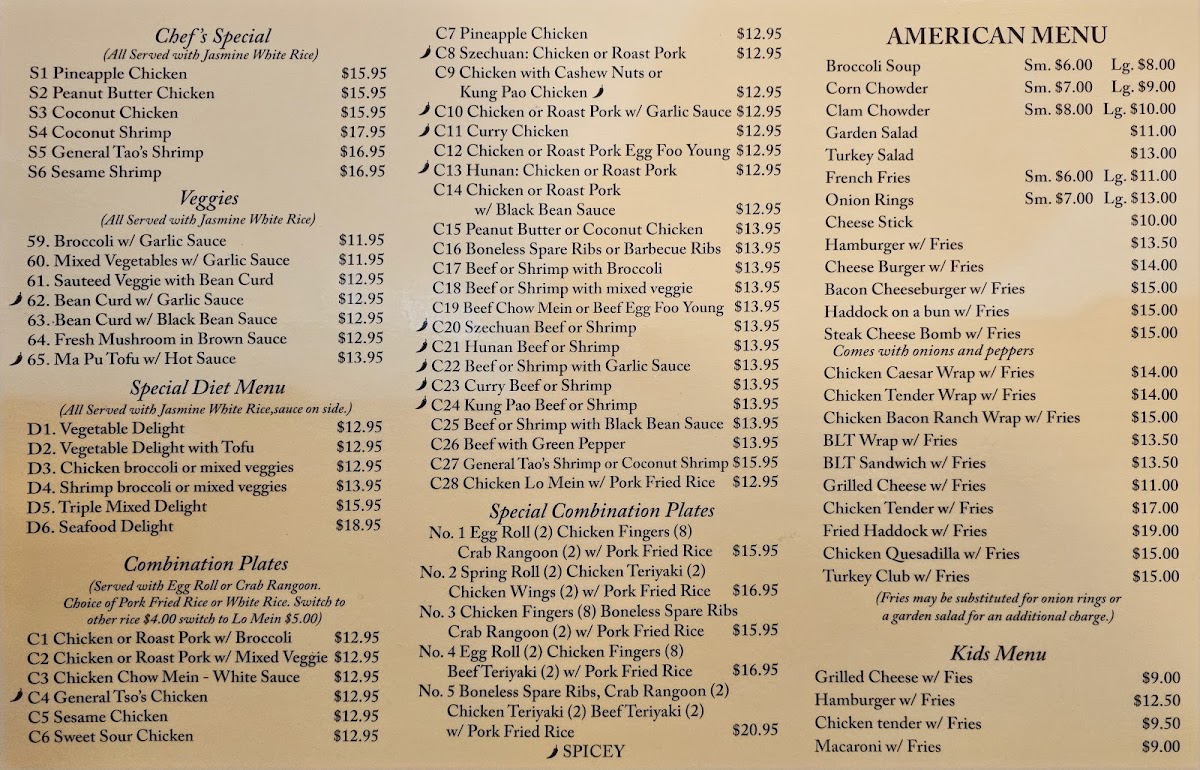 Chef's Special
(All Served with Jasmine White Rice)
S1 Pineapple Chicken $15.95
S2 Peanut Butter Chicken $15.95
S3 Coconut Chicken $15.95
S4 Coconut Shrimp $17.95
S5 General Tao's Shrimp $16.95
S6 Sesame Shrimp $16.95
Veggies
(All Served with Jasmine White Rice)
59. Broccoli w/ Garlic Sauce $11.95
60. Mixed Vegetables w/ Garlic Sauce $11.95
61. Sauteed Veggie with Bean Curd $12.95
62. Bean Curd w/ Garlic Sauce $12.95
63. Bean Curd w/ Black Bean Sauce $12.95
64. Fresh Mushroom in Brown Sauce $12.95
65. Ma Pu Tofu w/ Hot Sauce $13.95
Special Diet Menu
(All Served with Jasmine White Rice,sauce on side.)
D1. Vegetable Delight $12.95
D2. Vegetable Delight with Tofu $12.95
D3. Chicken broccoli or mixed veggies $12.95
D4. Shrimp broccoli or mixed veggies $13.95
D5. Triple Mixed Delight $15.95
D6. Seafood Delight $18.95
Combination Plates
(Served with Egg Roll or Crab Rangoon.
Choice of Pork Fried Rice or White Rice. Switch to
other rice $4.00 switch to Lo Mein $5.00)
C1 Chicken or Roast Pork w/ Broccoli $12.95
C2 Chicken or Roast Pork w/ Mixed Veggie $12.95
C3 Chicken Chow Mein - White Sauce $12.95
C4 General Tso's Chicken $12.95
C5 Sesame Chicken $12.95
C6 Sweet Sour Chicken $12.95
C7 Pineapple Chicken $12.95
C8 Szechuan: Chicken or Roast Pork $12.95
C9 Chicken with Cashew Nuts or
Kung Pao Chicken $12.95
C10 Chicken or Roast Pork w/ Garlic Sauce $12.95
C11 Curry Chicken $12.95
C12 Chicken or Roast Pork Egg Foo Young $12.95
C13 Hunan: Chicken or Roast Pork $12.95
C14 Chicken or Roast Pork
w/ Black Bean Sauce $12.95
C15 Peanut Butter or Coconut Chicken $13.95
C16 Boneless Spare Ribs or Barbecue Ribs $13.95
C17 Beef or Shrimp with Broccoli $13.95
C18 Beef or Shrimp with mixed veggie $13.95
C19 Beef Chow Mein or Beef Egg Foo Young $13.95
C20 Szechuan Beef or Shrimp $13.95
C21 Hunan Beef or Shrimp $13.95
C22 Beef or Shrimp with Garlic Sauce $13.95
C23 Curry Beef or Shrimp $13.95
C24 Kung Pao Beef or Shrimp $13.95
C25 Beef or Shrimp with Black Bean Sauce $13.95
C26 Beef with Green Pepper $13.95
C27 General Tao's Shrimp or Coconut Shrimp $15.95
C28 Chicken Lo Mein w/ Pork Fried Rice $12.95
Special Combination Plates
No. 1 Egg Roll (2) Chicken Fingers (8)
Crab Rangoon (2) w/ Pork Fried Rice $15.95
No. 2 Spring Roll (2) Chicken Teriyaki (2)
Chicken Wings (2) w/ Pork Fried Rice $16.95
No. 3 Chicken Fingers (8) Boneless Spare Ribs
Crab Rangoon (2) w/ Pork Fried Rice $15.95
No. 4 Egg Roll (2) Chicken Fingers (8)
Beef Teriyaki (2) w/ Pork Fried Rice $16.95
No. 5 Boneless Spare Ribs, Crab Rangoon (2)
Chicken Teriyaki (2) Beef Teriyaki (2)
w/ Pork Fried Rice $20.95
SPICEY
AMERICAN MENU
Broccoli Soup Sm. $6.00 Lg. $8.00
Corn Chowder Sm. $7.00 Lg. $9.00
Clam Chowder Sm. $8.00 Lg. $10.00
Garden Salad $11.00
Turkey Salad $13.00
French Fries Sm. $6.00 Lg. $11.00
Onion Rings Sm. $7.00 Lg. $13.00
Cheese Stick $10.00
Hamburger w/ Fries $13.50
Cheese Burger w/ Fries $14.00
Bacon Cheeseburger w/ Fries $15.00
Haddock on a bun w/ Fries $15.00
Steak Cheese Bomb w/ Fries $15.00
Comes with onions and peppers
Chicken Caesar Wrap w/ Fries $14.00
Chicken Tender Wrap w/ Fries $14.00
Chicken Bacon Ranch Wrap w/ Fries $15.00
BLT Wrap w/ Fries $13.50
BLT Sandwich w/ Fries $13.50
Grilled Cheese w/ Fries $11.00
Chicken Tender w/ Fries $17.00
Fried Haddock w/ Fries $19.00
Chicken Quesadilla w/ Fries $15.00
Turkey Club w/ Fries $15.00
(Fries may be substituted for onion rings or
a garden salad for an additional charge.)
Kids Menu
Grilled Cheese w/ Fies $9.00
Hamburger w/ Fries $12.50
Chicken tender w/ Fries $9.50
Macaroni w/ Fries $9.00